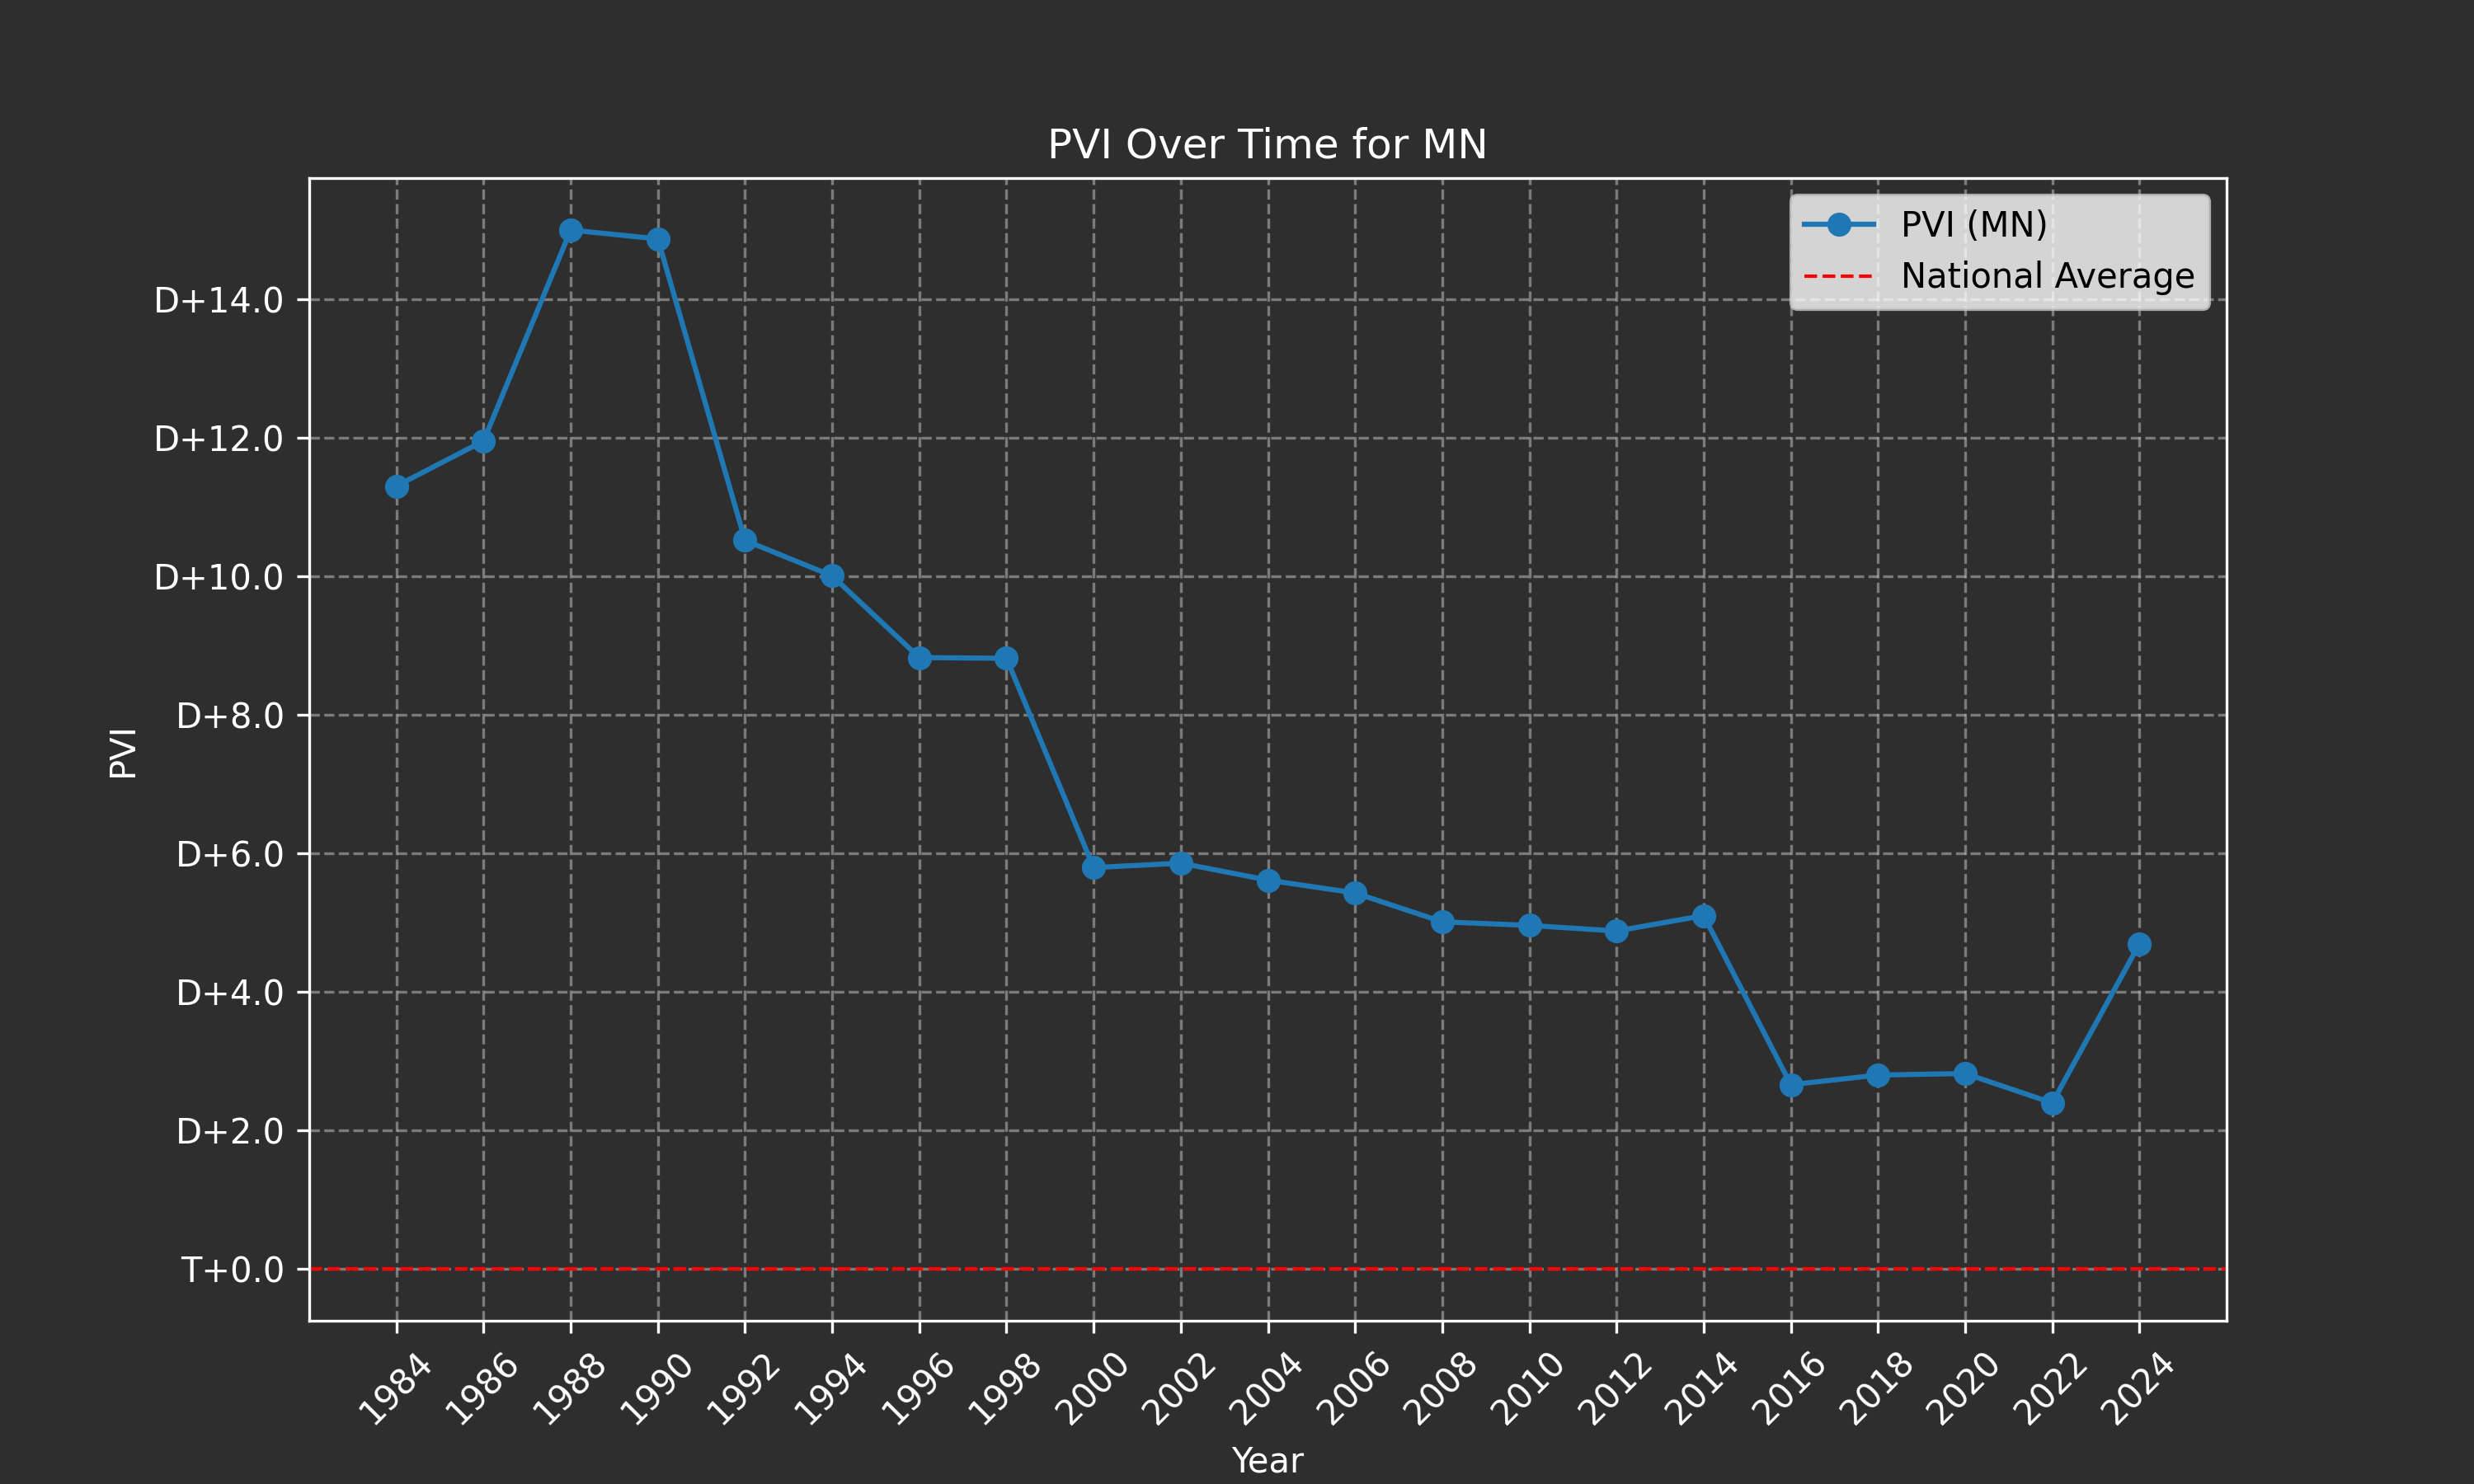 PVI Over Time for MN
PVI (MN)
National Average
PVI
D+14.0
D+12.0
D+10.0
D+8.0
D+6.0
D+4.0
D+2.0
T+0.0
1984
1986
1988
1990
1992
1994
1996
1998
2000
2002
2004
2006
2008
2010
2012
2014
2016
2018
2020
2022
2024
Year